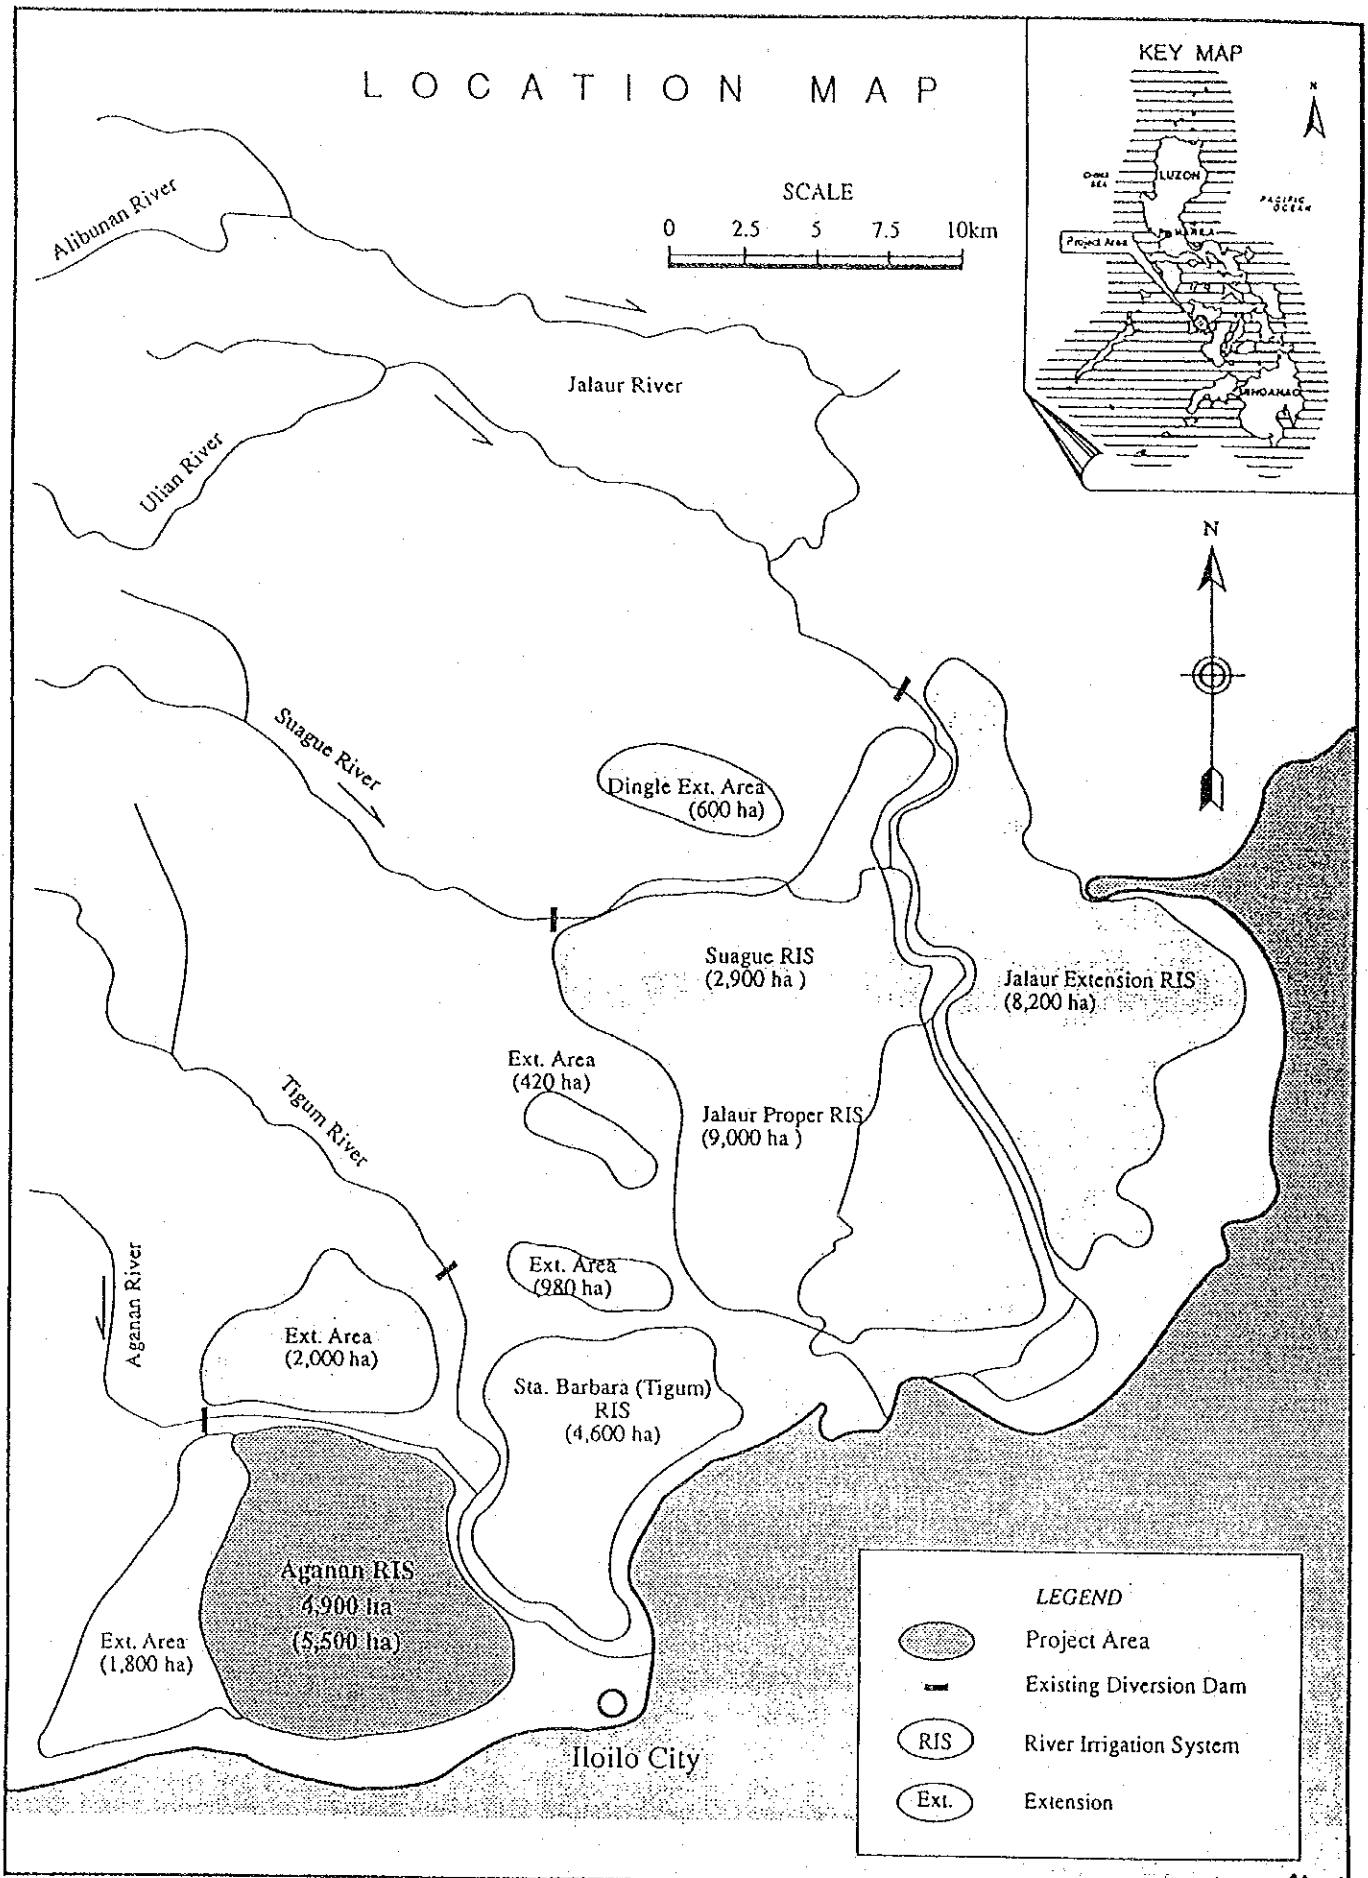 LOCATION MAP
KEY MAP
N
LUZON
CHINA
SEA
PACIFIC
OCEAN
Project Area
SCALE
0 2.5 5 7.5 10km
Alibunan River
Jalaur River
Ulian River
N
Suague River
Dingle Ext. Area
(600 ha)
Suague RIS
(2,900 ha )
Jalaur Extension RIS
(8,200 ha)
Ext. Area
(420 ha)
Tigum River
Jalaur Proper RIS
(9,000 ha )
Aganan River
Ext. Area
(980 ha)
Ext. Area
(2,000 ha)
Sta. Barbara (Tigum)
RIS
(4,600 ha)
Aganan RIS
4,900 ha
(5,500 ha)
Ext. Area
(1,800 ha)
Iloilo City
LEGEND
Project Area
Existing Diversion Dam
RIS River Irrigation System
Ext. Extension